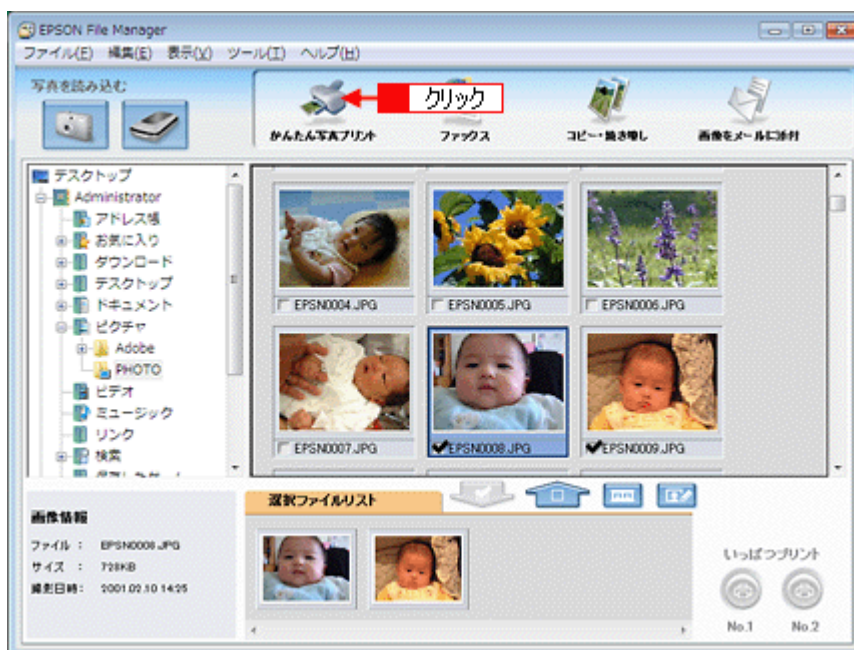 EPSON File Manager
ファイル(F) 編集(E) 表示(V) ツール(T) ヘルプ(H)
写真を読み込む
クリック
かんたん写真プリント
ファックス
コピー・焼き増し
画像をメールに添付
デスクトップ
Administrator
アドレス帳
お気に入り
ダウンロード
デスクトップ
ドキュメント
ピクチャ
Adobe
PHOTO
ビデオ
ミュージック
リンク
検索
EPSN0004.JPG
EPSN0005.JPG
EPSN0006.JPG
EPSN0007.JPG
EPSN0008.JPG
EPSN0009.JPG
選択ファイルリスト
画像情報
ファイル : EPSN0008.JPG
サイズ : 728KB
撮影日時: 2001.02.10 14:25
いっぱつプリント
No.1 No.2